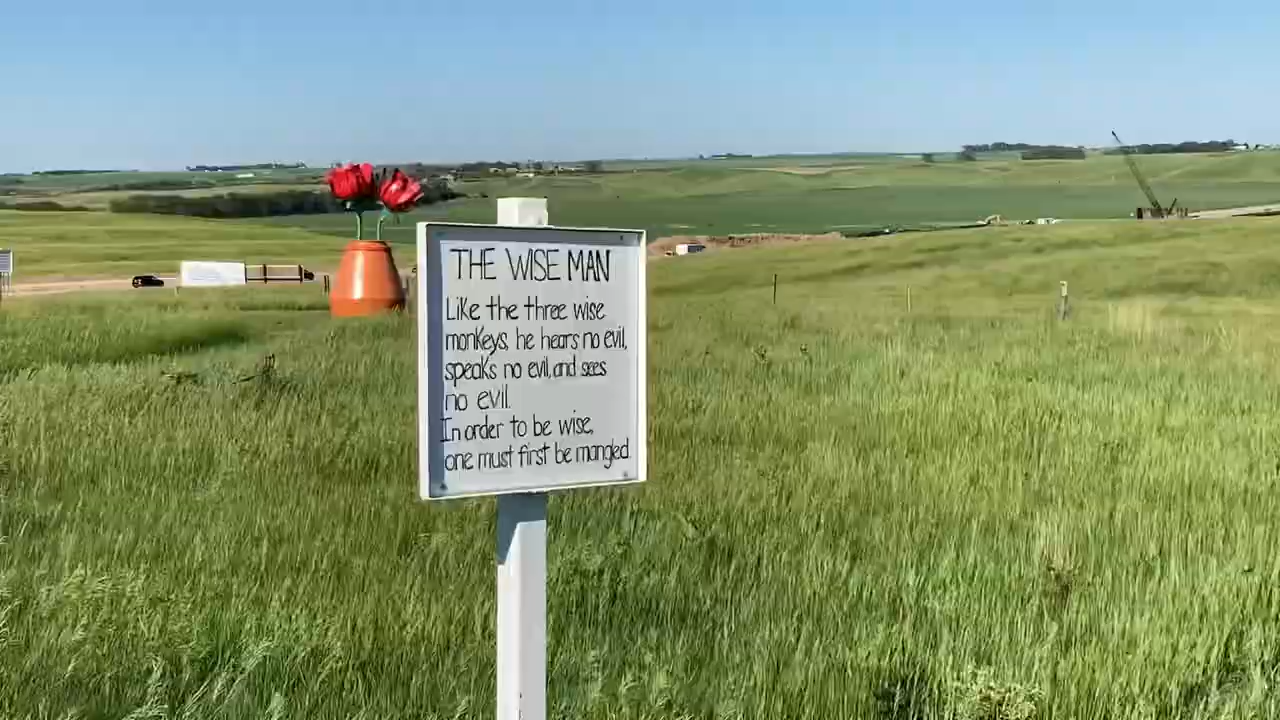 THE WISE MAN
Like the three wise
monkeys, he hears no evil,
speaks no evil, and sees
no evil.
In order to be wise,
one must first be mangled.